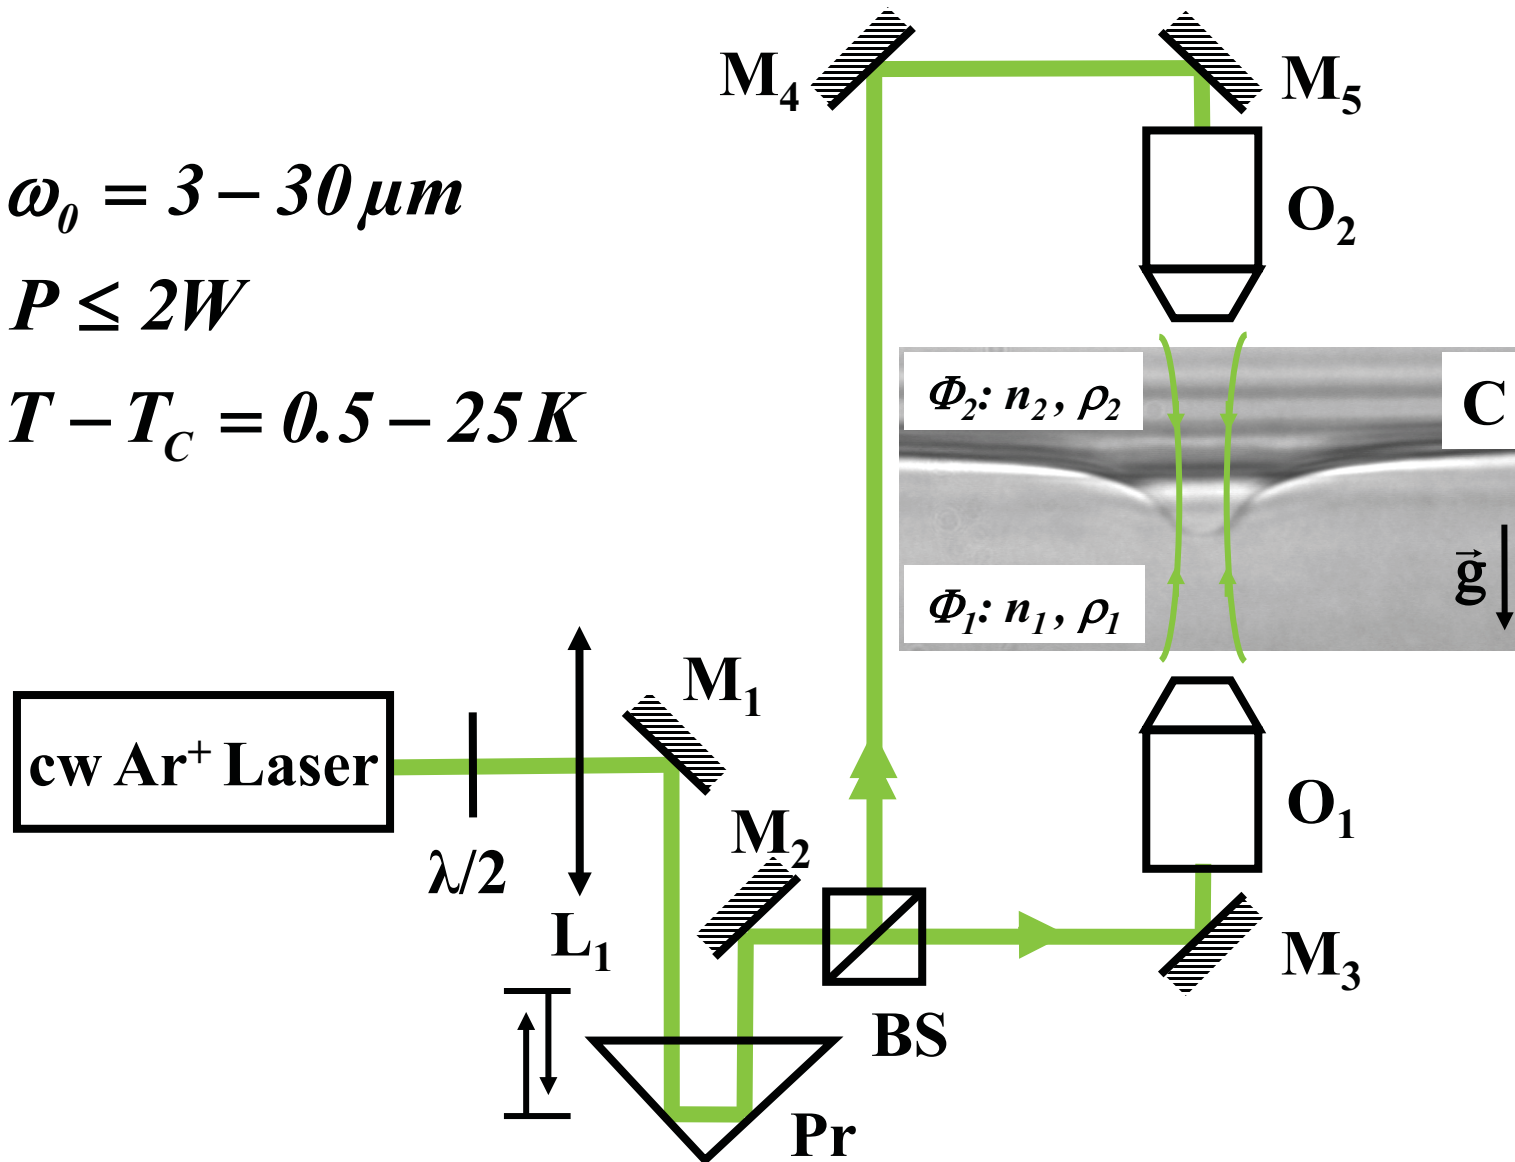 M₄
M₅
ω₀ = 3 – 30 μm
O₂
P ≤ 2W
Φ₂: n₂, ρ₂
C
T – T_C = 0.5 – 25 K
g⃗
Φ₁: n₁, ρ₁
M₁
cw Ar⁺ Laser
O₁
M₂
λ/2
L₁
M₃
BS
Pr